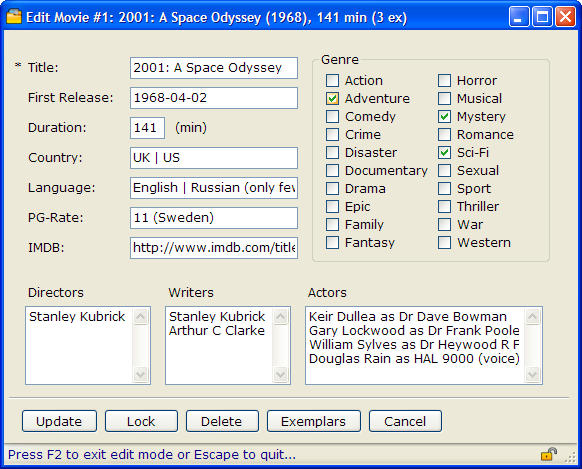 Edit Movie #1: 2001: A Space Odyssey (1968), 141 min (3 ex)
* Title: 2001: A Space Odyssey
First Release: 1968-04-02
Duration: 141 (min)
Country: UK | US
Language: English | Russian (only few
PG-Rate: 11 (Sweden)
IMDB: http://www.imdb.com/title
Genre
Action Horror
Adventure Musical
Comedy Mystery
Crime Romance
Disaster Sci-Fi
Documentary Sexual
Drama Sport
Epic Thriller
Family War
Fantasy Western
Directors
Stanley Kubrick
Writers
Stanley Kubrick
Arthur C Clarke
Actors
Keir Dullea as Dr Dave Bowman
Gary Lockwood as Dr Frank Poole
William Sylves as Dr Heywood R F
Douglas Rain as HAL 9000 (voice)
Update Lock Delete Exemplars Cancel
Press F2 to exit edit mode or Escape to quit...